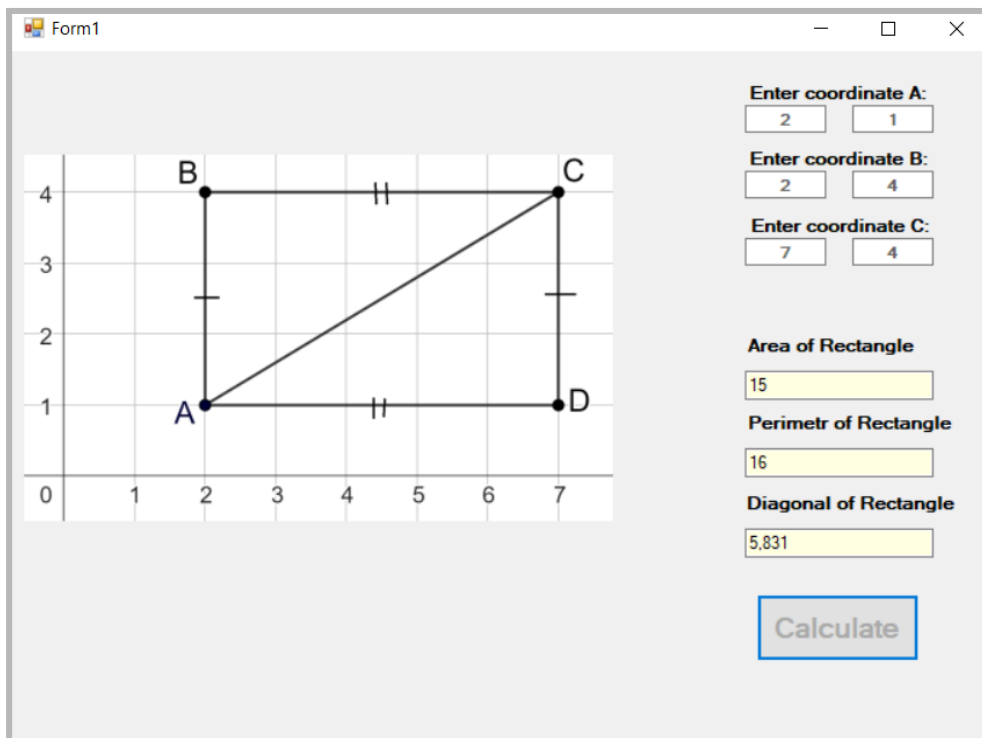 Form1
Enter coordinate A:
2 1
Enter coordinate B:
2 4
Enter coordinate C:
7 4
B C
4
3
2
1
A D
0 1 2 3 4 5 6 7
Area of Rectangle
15
Perimetr of Rectangle
16
Diagonal of Rectangle
5,831
Calculate